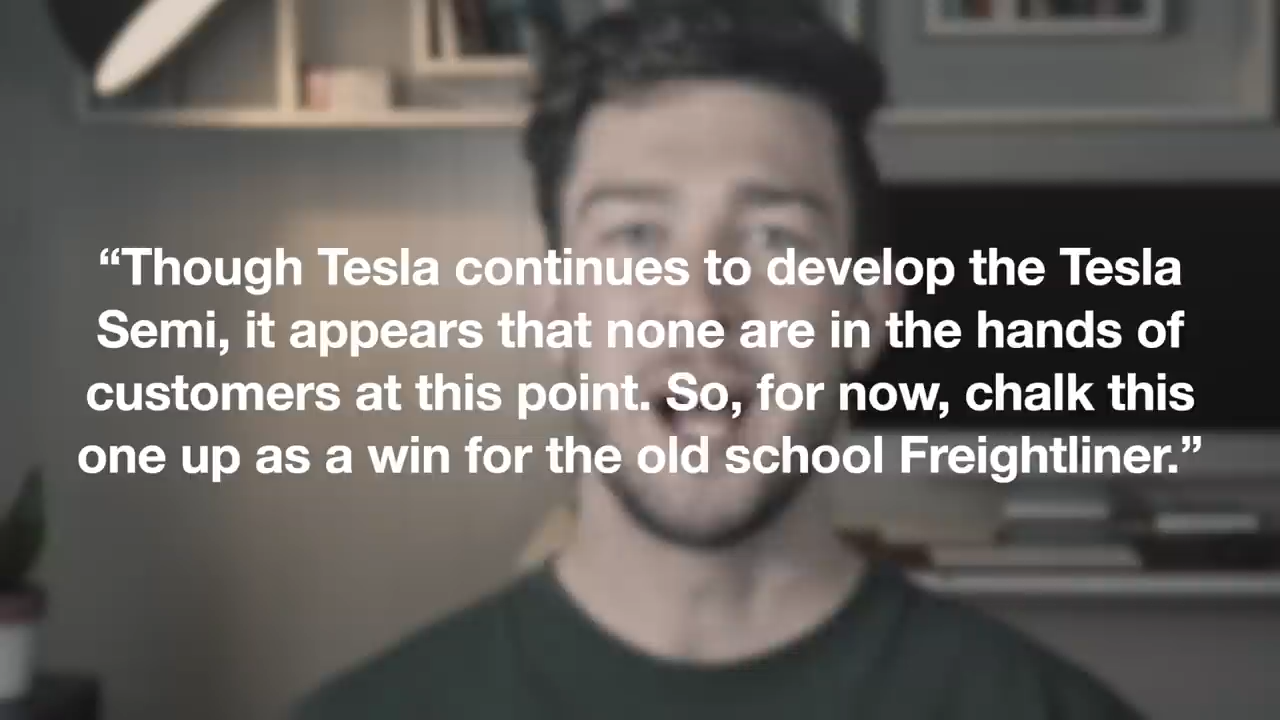 “Though Tesla continues to develop the Tesla
Semi, it appears that none are in the hands of
customers at this point. So, for now, chalk this
one up as a win for the old school Freightliner.”